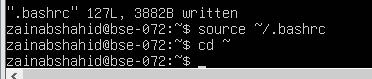 ".bashrc" 127L, 3882B written
zainabshahid@bse-072:~$ source ~/.bashrc
zainabshahid@bse-072:~$ cd ~
zainabshahid@bse-072:~$ _